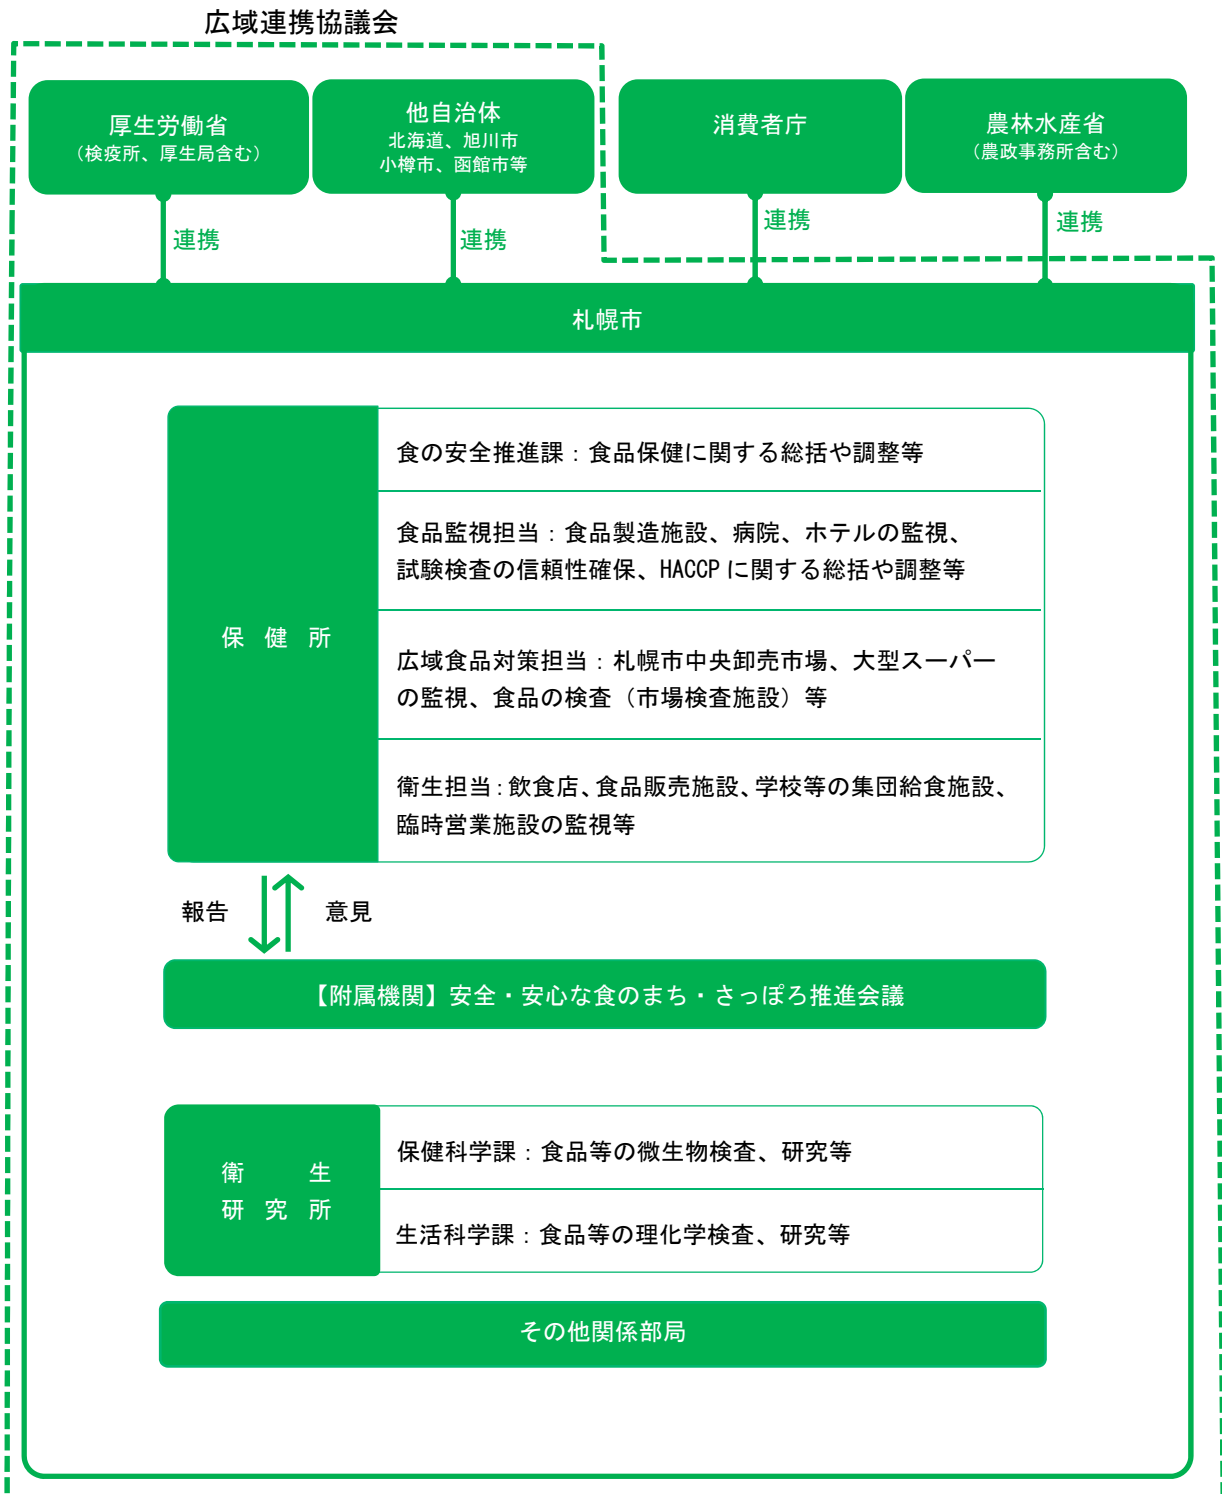 広域連携協議会
厚生労働省
（検疫所、厚生局含む）
他自治体
北海道、旭川市
小樽市、函館市等
消費者庁
農林水産省
（農政事務所含む）
連携
連携
連携
連携
札幌市
保健所
食の安全推進課：食品保健に関する総括や調整等
食品監視担当：食品製造施設、病院、ホテルの監視、
試験検査の信頼性確保、HACCPに関する総括や調整等
広域食品対策担当：札幌市中央卸売市場、大型スーパー
の監視、食品の検査（市場検査施設）等
衛生担当：飲食店、食品販売施設、学校等の集団給食施設、
臨時営業施設の監視等
報告
意見
【附属機関】安全・安心な食のまち・さっぽろ推進会議
衛生
研究所
保健科学課：食品等の微生物検査、研究等
生活科学課：食品等の理化学検査、研究等
その他関係部局